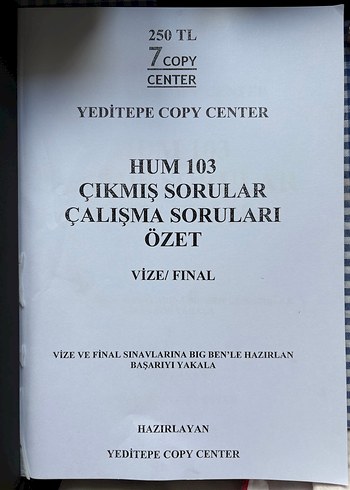 250 TL
7 COPY
CENTER
YEDİTEPE COPY CENTER
HUM 103
ÇIKMIŞ SORULAR
ÇALIŞMA SORULARI
ÖZET
VİZE/ FINAL
VİZE VE FİNAL SINAVLARINA BIG BEN'LE HAZIRLAN
BAŞARIYI YAKALA
HAZIRLAYAN
YEDİTEPE COPY CENTER